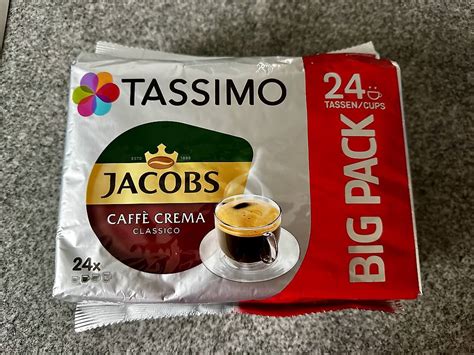 TASSIMO
24
TASSEN/CUPS
BIG PACK
JACOBS
CAFFÈ CREMA
CLASSICO
24x